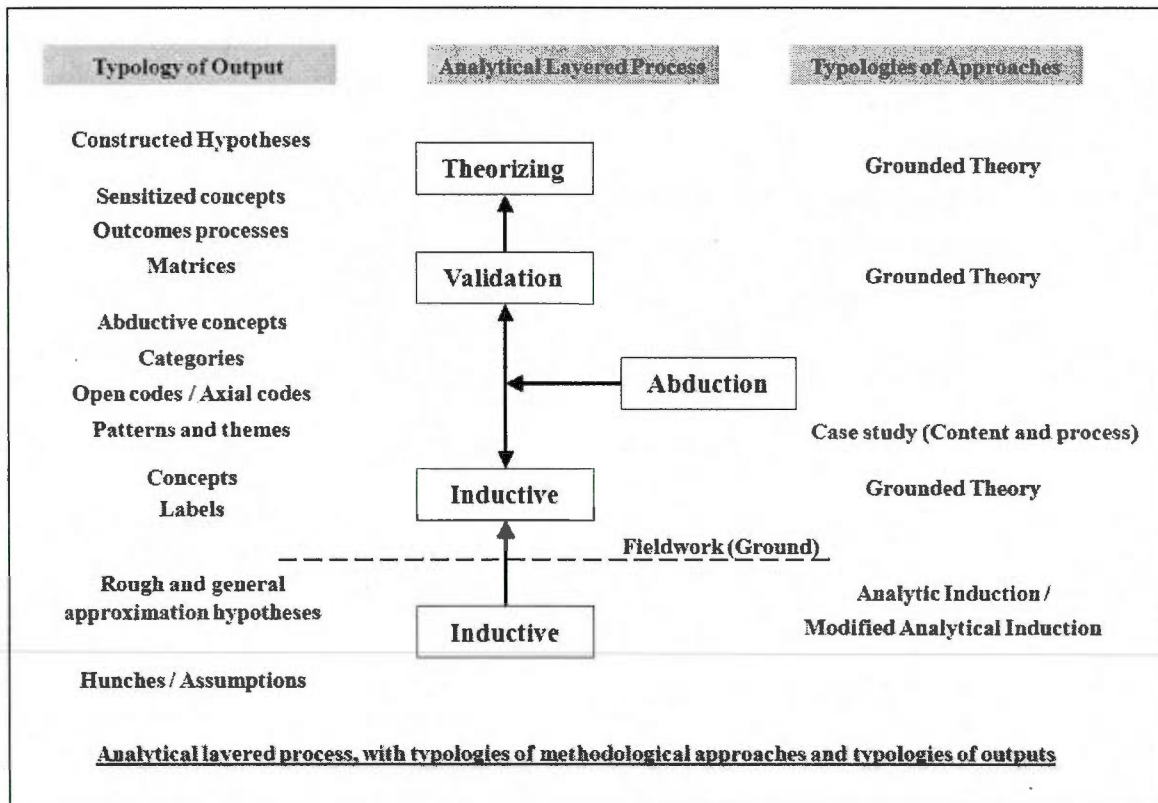 Typology of Output
Analytical Layered Process
Typologies of Approaches
Constructed Hypotheses
Theorizing
Grounded Theory
Sensitized concepts
Outcomes processes
Matrices
Validation
Grounded Theory
Abductive concepts
Categories
Abduction
Open codes / Axial codes
Patterns and themes
Case study (Content and process)
Concepts
Inductive
Grounded Theory
Labels
Fieldwork (Ground)
Rough and general
approximation hypotheses
Inductive
Analytic Induction /
Modified Analytical Induction
Hunches / Assumptions
Analytical layered process, with typologies of methodological approaches and typologies of outputs